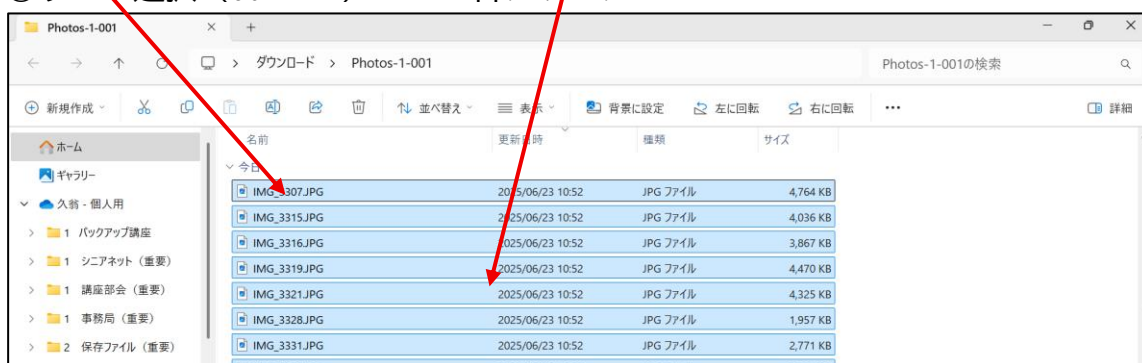 Photos-1-001
ダウンロード > Photos-1-001
Photos-1-001の検索
新規作成 並べ替え 表示 背景に設定 左に回転 右に回転 ... 詳細
ホーム
ギャラリー
久翁 - 個人用
1 バックアップ講座
1 シニアネット（重要）
1 講座部会（重要）
1 事務局（重要）
2 保存ファイル（重要）
名前 更新日時 種類 サイズ
今日
IMG_3307.JPG 2025/06/23 10:52 JPG ファイル 4,764 KB
IMG_3315.JPG 2025/06/23 10:52 JPG ファイル 4,036 KB
IMG_3316.JPG 2025/06/23 10:52 JPG ファイル 3,867 KB
IMG_3319.JPG 2025/06/23 10:52 JPG ファイル 4,470 KB
IMG_3321.JPG 2025/06/23 10:52 JPG ファイル 4,325 KB
IMG_3328.JPG 2025/06/23 10:52 JPG ファイル 1,957 KB
IMG_3331.JPG 2025/06/23 10:52 JPG ファイル 2,771 KB